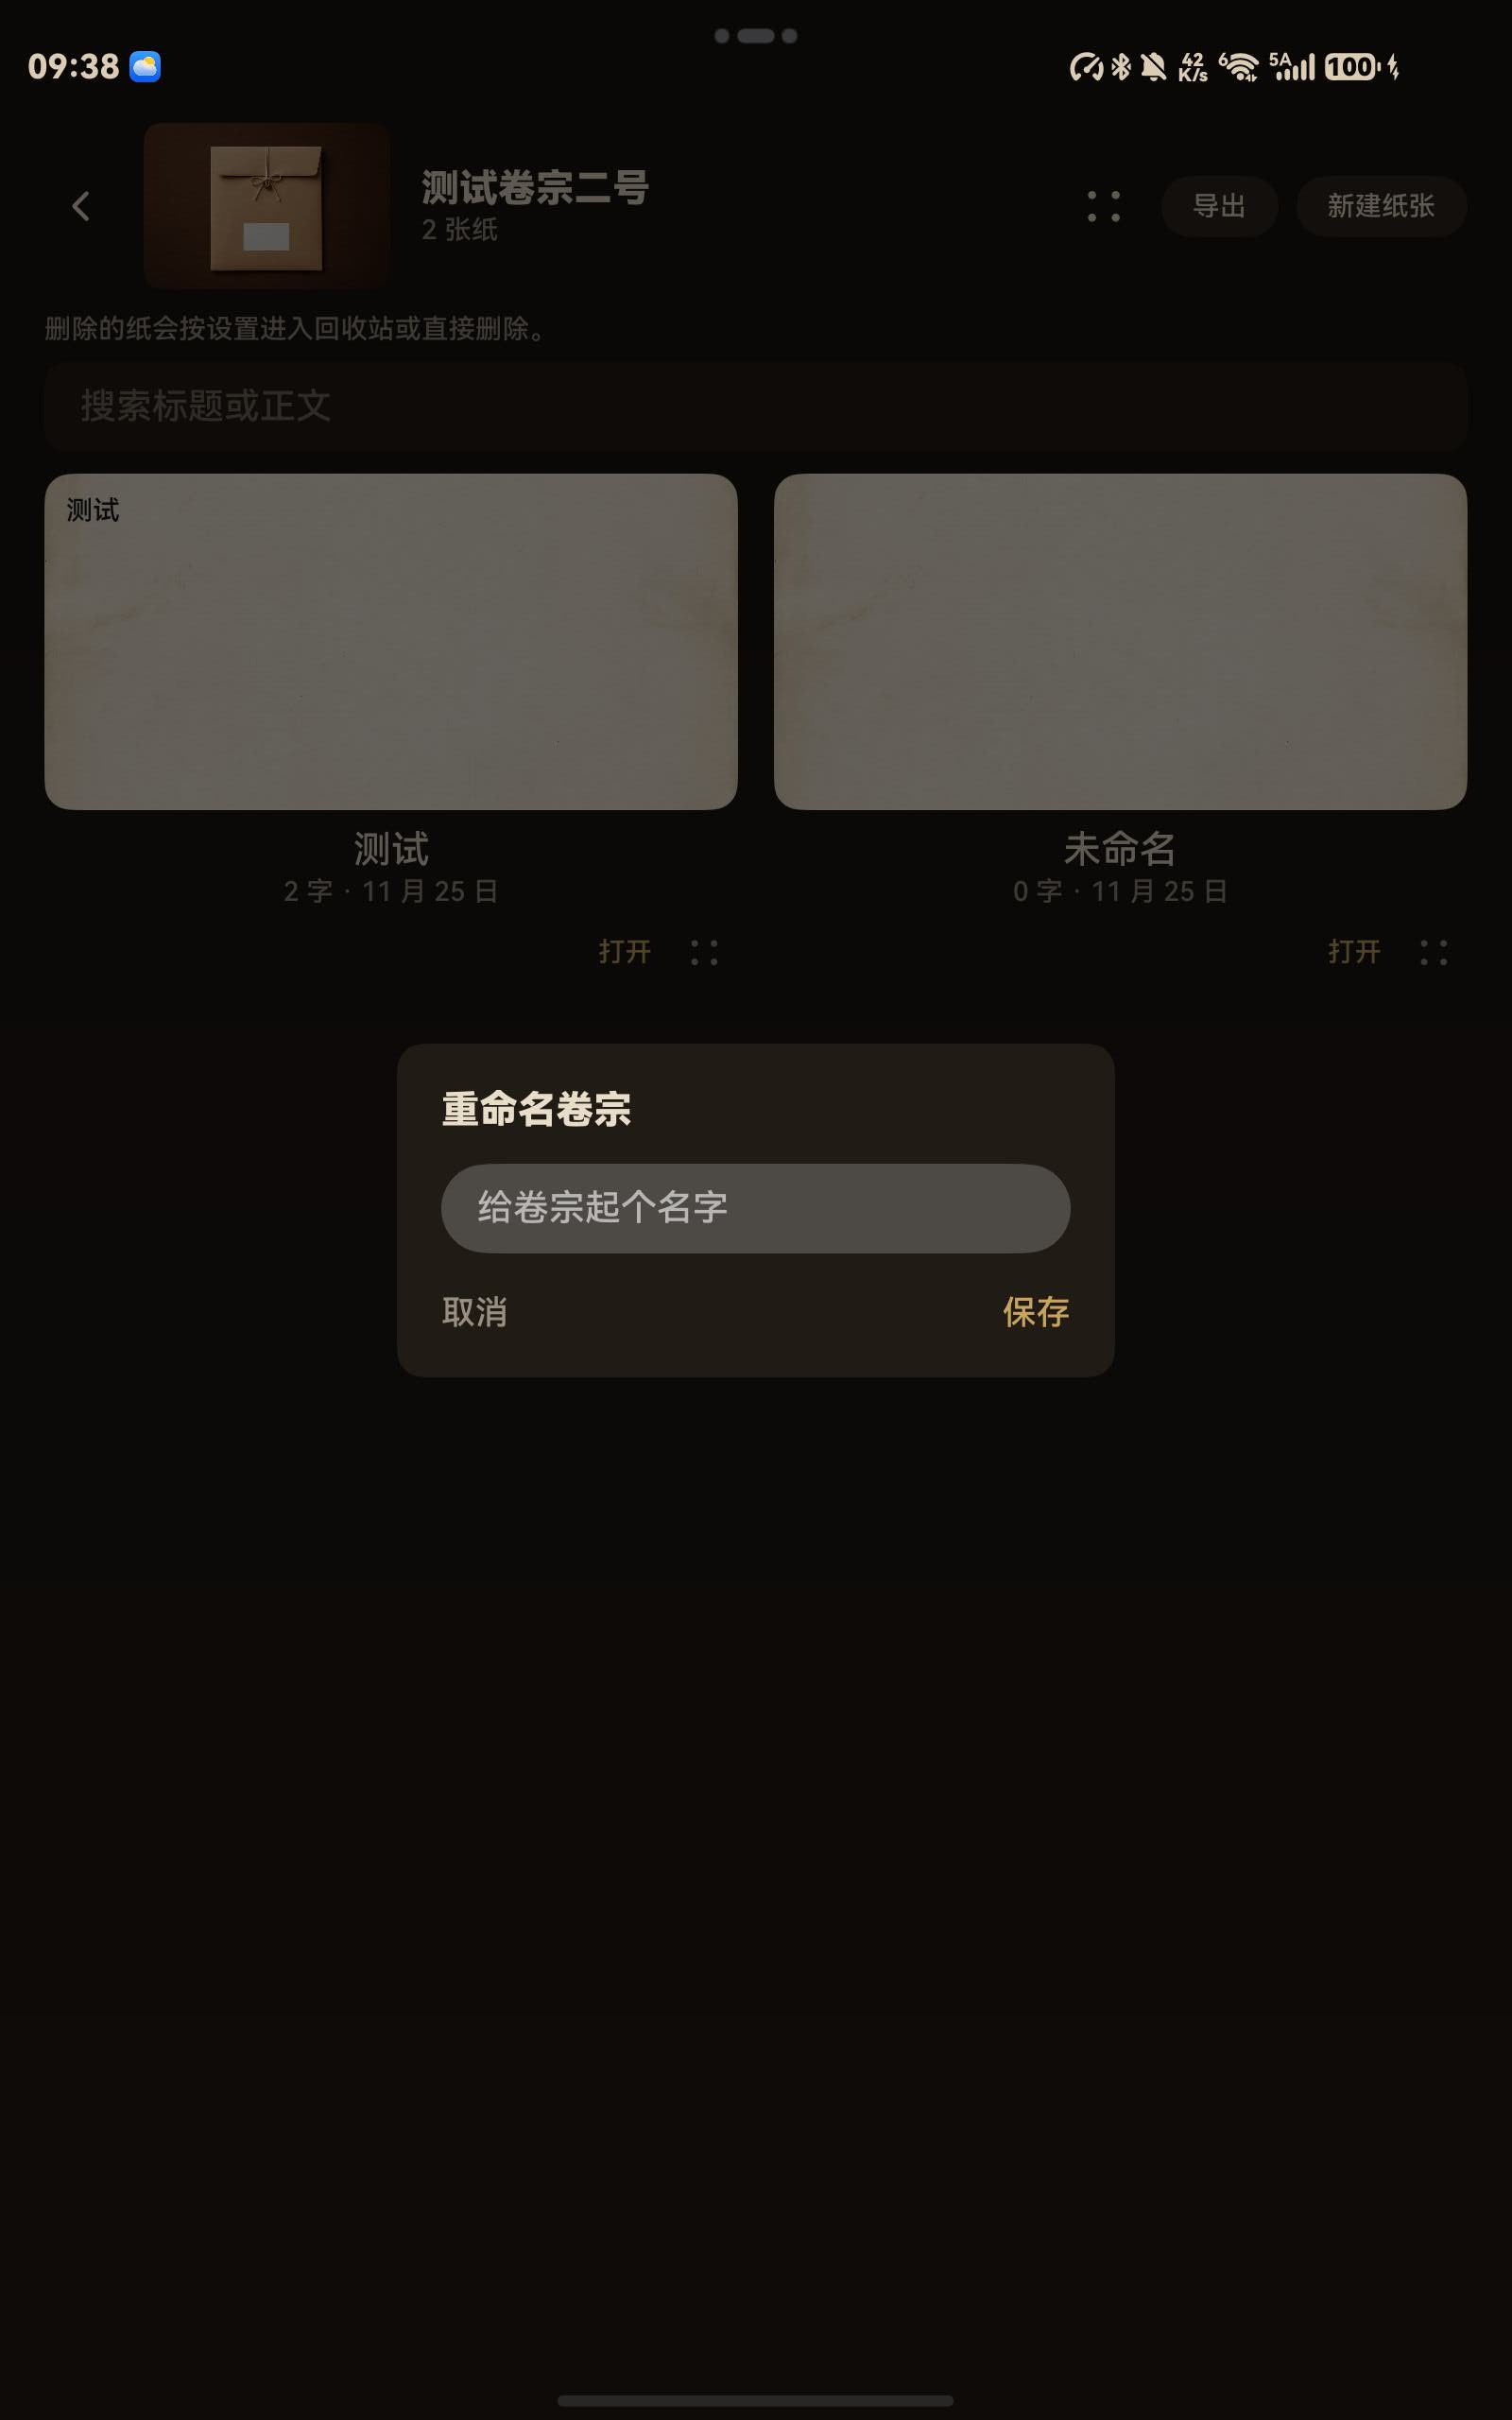 09:38
42 K/s 6 5A 100
测试卷宗二号
2 张纸
导出 新建纸张
删除的纸会按设置进入回收站或直接删除。
搜索标题或正文
测试
测试 未命名
2 字 · 11 月 25 日 0 字 · 11 月 25 日
打开 打开
重命名卷宗
给卷宗起个名字
取消 保存